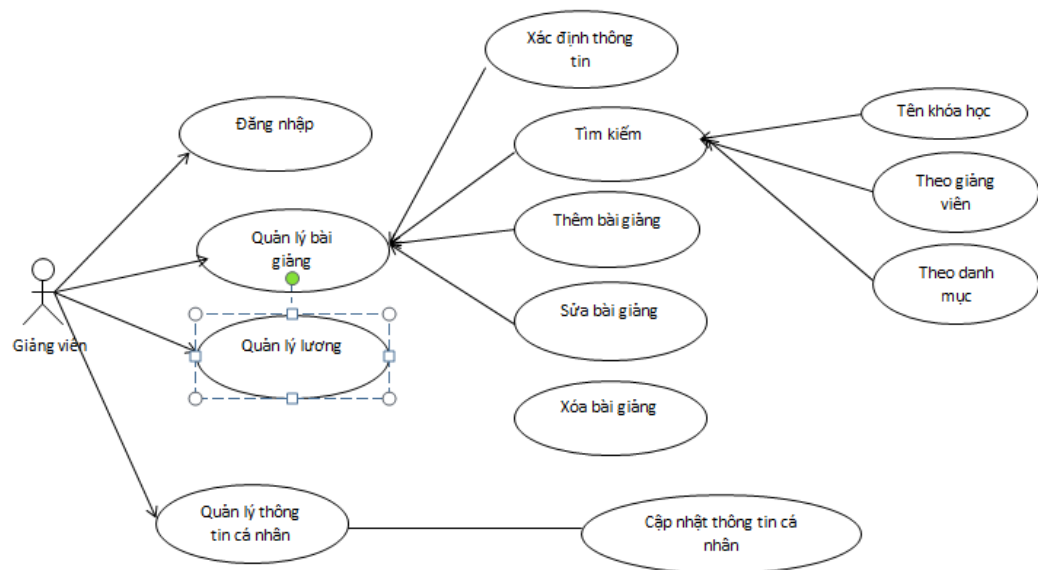 Xác định thông
tin
Đăng nhập
Tìm kiếm
Tên khóa học
Theo giảng
viên
Thêm bài giảng
Quản lý bài
giảng
Theo danh
mục
Sửa bài giảng
Giảng viên
Quản lý lương
Xóa bài giảng
Quản lý thông
tin cá nhân
Cập nhật thông tin cá
nhân